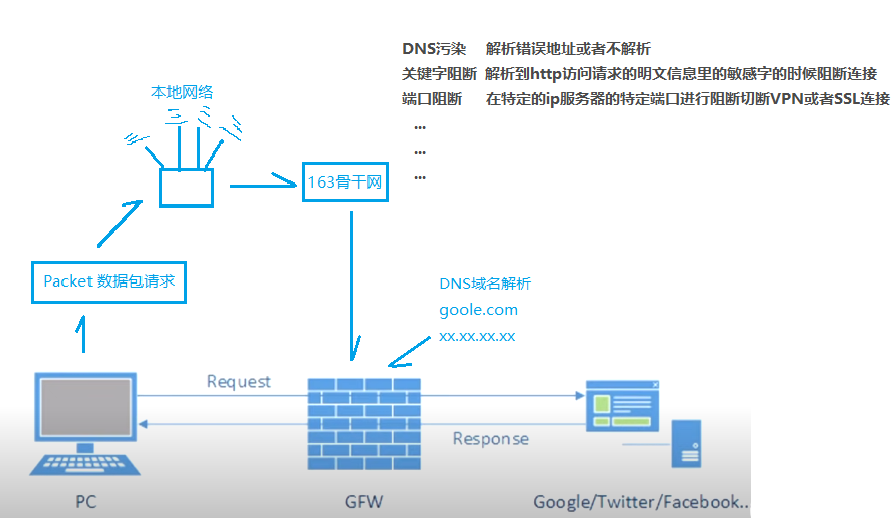 DNS污染 解析错误地址或者不解析
关键字阻断 解析到http访问请求的明文信息里的敏感字的时候阻断连接
端口阻断 在特定的ip服务器的特定端口进行阻断切断VPN或者SSL连接
...
...
...
本地网络
163骨干网
Packet 数据包请求
DNS域名解析
goole.com
xx.xx.xx.xx
Request
Response
PC
GFW
Google/Twitter/Facebook...